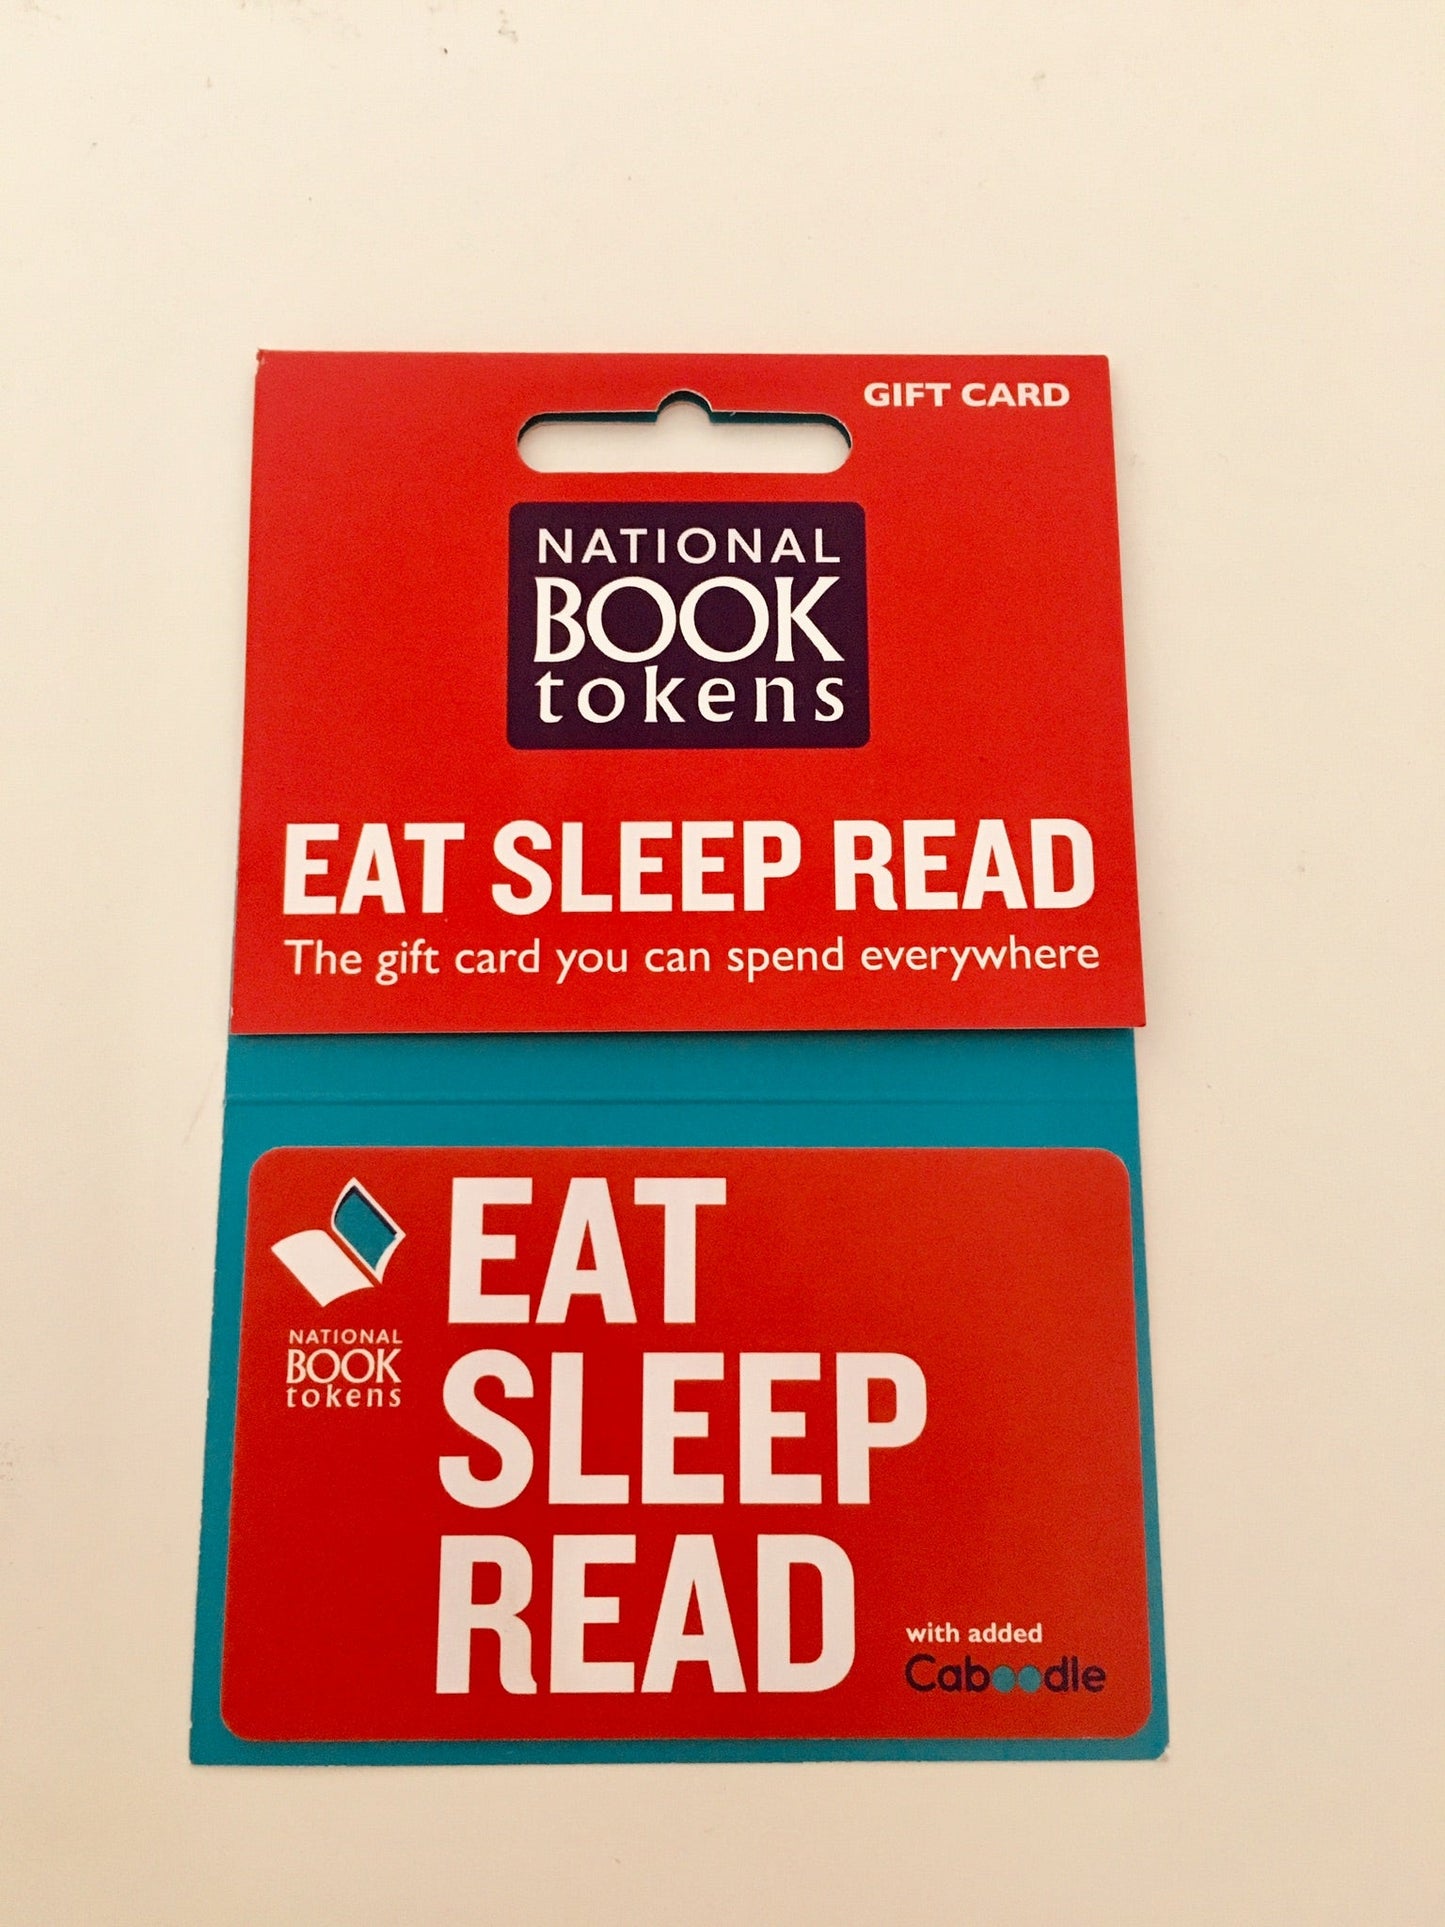 GIFT CARD
NATIONAL
BOOK
tokens
EAT SLEEP READ
The gift card you can spend everywhere
EAT
SLEEP
READ
NATIONAL
BOOK
tokens
with added
Caboodle